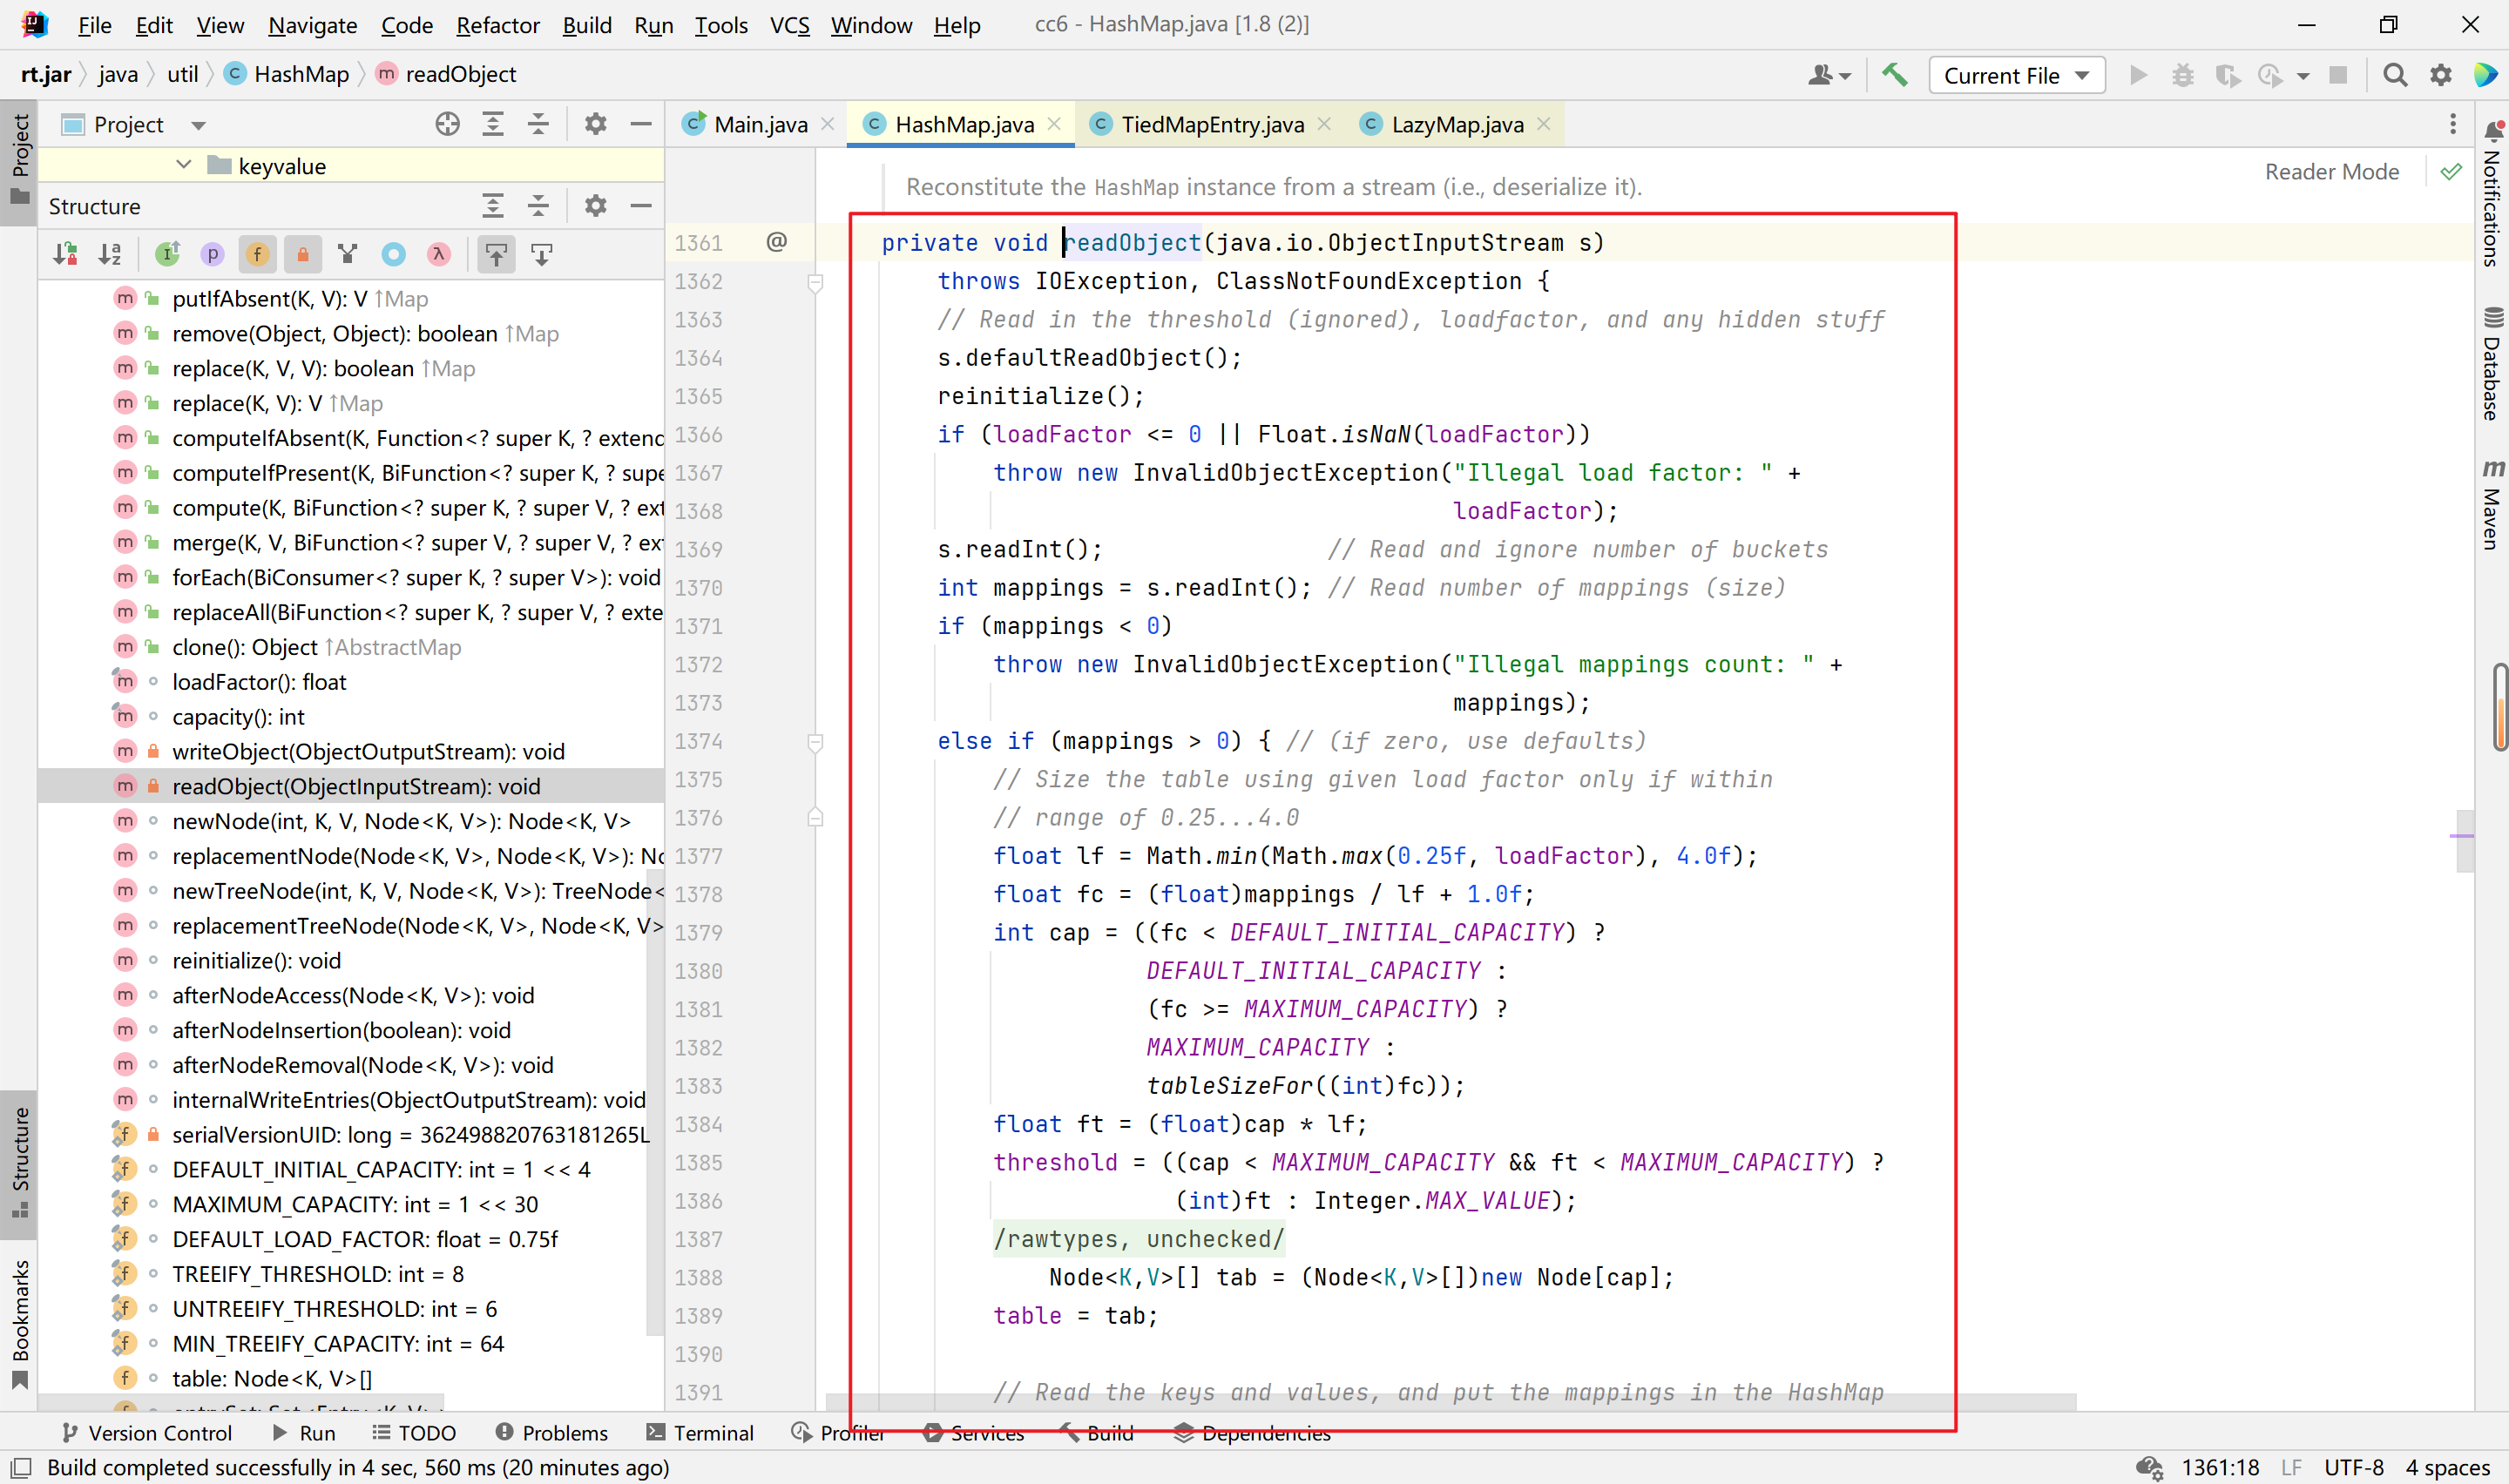 File Edit View Navigate Code Refactor Build Run Tools VCS Window Help cc6 - HashMap.java [1.8 (2)]
rt.jar java util HashMap readObject Current File
Project
Project
keyvalue
Structure
putIfAbsent(K, V): V ↑Map
remove(Object, Object): boolean ↑Map
replace(K, V, V): boolean ↑Map
replace(K, V): V ↑Map
computeIfAbsent(K, Function<? super K, ? extend
computeIfPresent(K, BiFunction<? super K, ? supe
compute(K, BiFunction<? super K, ? super V, ? ext
merge(K, V, BiFunction<? super V, ? super V, ? ex
forEach(BiConsumer<? super K, ? super V>): void
replaceAll(BiFunction<? super K, ? super V, ? exte
clone(): Object ↑AbstractMap
loadFactor(): float
capacity(): int
writeObject(ObjectOutputStream): void
readObject(ObjectInputStream): void
newNode(int, K, V, Node<K, V>): Node<K, V>
replacementNode(Node<K, V>, Node<K, V>): No
newTreeNode(int, K, V, Node<K, V>): TreeNode<
replacementTreeNode(Node<K, V>, Node<K, V>
reinitialize(): void
afterNodeAccess(Node<K, V>): void
afterNodeInsertion(boolean): void
afterNodeRemoval(Node<K, V>): void
internalWriteEntries(ObjectOutputStream): void
serialVersionUID: long = 362498820763181265L
DEFAULT_INITIAL_CAPACITY: int = 1 << 4
MAXIMUM_CAPACITY: int = 1 << 30
DEFAULT_LOAD_FACTOR: float = 0.75f
TREEIFY_THRESHOLD: int = 8
UNTREEIFY_THRESHOLD: int = 6
MIN_TREEIFY_CAPACITY: int = 64
table: Node<K, V>[]
Structure
Bookmarks
Main.java HashMap.java TiedMapEntry.java LazyMap.java
Reader Mode
Reconstitute the HashMap instance from a stream (i.e., deserialize it).
1361 @ private void readObject(java.io.ObjectInputStream s)
1362 throws IOException, ClassNotFoundException {
1363 // Read in the threshold (ignored), loadfactor, and any hidden stuff
1364 s.defaultReadObject();
1365 reinitialize();
1366 if (loadFactor <= 0 || Float.isNaN(loadFactor))
1367 throw new InvalidObjectException("Illegal load factor: " +
1368 loadFactor);
1369 s.readInt(); // Read and ignore number of buckets
1370 int mappings = s.readInt(); // Read number of mappings (size)
1371 if (mappings < 0)
1372 throw new InvalidObjectException("Illegal mappings count: " +
1373 mappings);
1374 else if (mappings > 0) { // (if zero, use defaults)
1375 // Size the table using given load factor only if within
1376 // range of 0.25...4.0
1377 float lf = Math.min(Math.max(0.25f, loadFactor), 4.0f);
1378 float fc = (float)mappings / lf + 1.0f;
1379 int cap = ((fc < DEFAULT_INITIAL_CAPACITY) ?
1380 DEFAULT_INITIAL_CAPACITY :
1381 (fc >= MAXIMUM_CAPACITY) ?
1382 MAXIMUM_CAPACITY :
1383 tableSizeFor((int)fc));
1384 float ft = (float)cap * lf;
1385 threshold = ((cap < MAXIMUM_CAPACITY && ft < MAXIMUM_CAPACITY) ?
1386 (int)ft : Integer.MAX_VALUE);
1387 /rawtypes, unchecked/
1388 Node<K,V>[] tab = (Node<K,V>[])new Node[cap];
1389 table = tab;
1390
1391 // Read the keys and values, and put the mappings in the HashMap
Notifications
Database
Maven
Version Control Run TODO Problems Terminal Profiler Services Build Dependencies
Build completed successfully in 4 sec, 560 ms (20 minutes ago) 1361:18 LF UTF-8 4 spaces